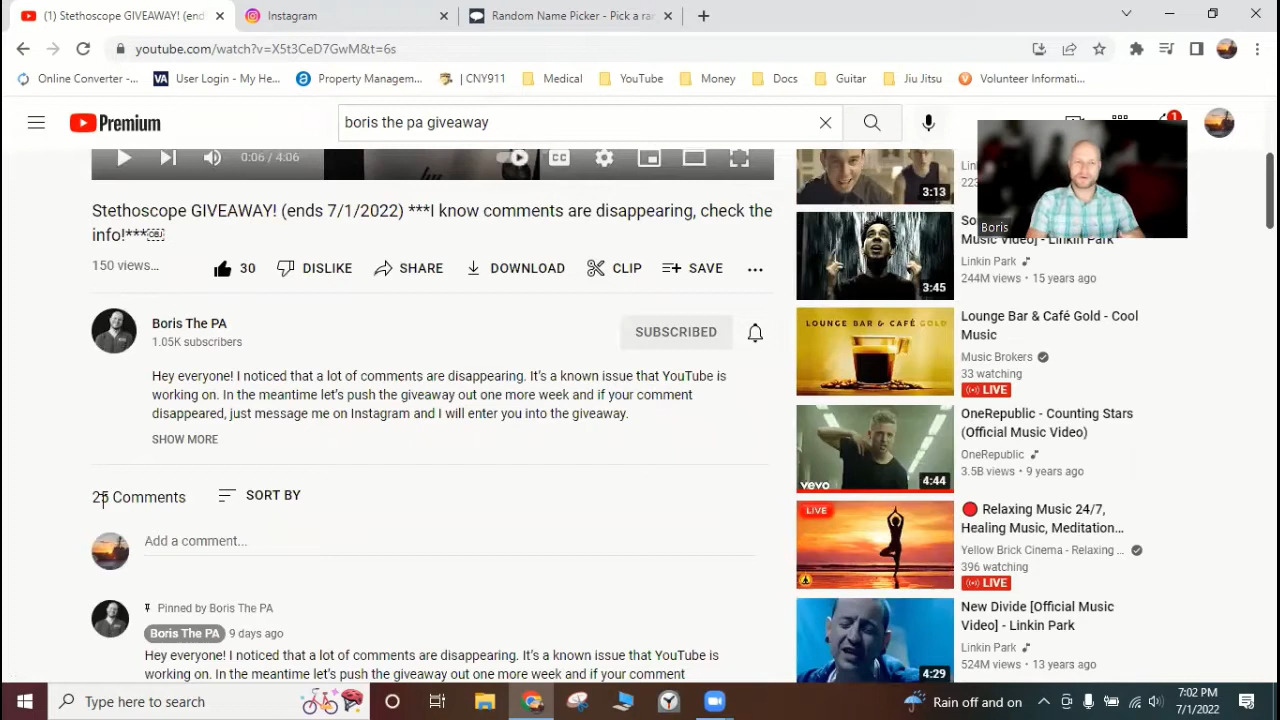 (1) Stethoscope GIVEAWAY! (end
Instagram
Random Name Picker - Pick a ra
youtube.com/watch?v=X5t3CeD7GwM&t=6s
Online Converter -...
VA
User Login - My He...
Property Managem...
| CNY911
Medical
YouTube
Money
Docs
Guitar
Jiu Jitsu
Volunteer Informati...
Premium
boris the pa giveaway
1
0:06 / 4:06
CC
Stethoscope GIVEAWAY! (ends 7/1/2022) ***I know comments are disappearing, check the
info!***
150 views...
30
DISLIKE
SHARE
DOWNLOAD
CLIP
SAVE
Boris The PA
1.05K subscribers
SUBSCRIBED
Hey everyone! I noticed that a lot of comments are disappearing. It's a known issue that YouTube is
working on. In the meantime let's push the giveaway out one more week and if your comment
disappeared, just message me on Instagram and I will enter you into the giveaway.
SHOW MORE
25 Comments
SORT BY
Add a comment...
Pinned by Boris The PA
Boris The PA 9 days ago
Hey everyone! I noticed that a lot of comments are disappearing. It's a known issue that YouTube is
working on. In the meantime let's push the giveaway out one more week and if your comment
3:13
Boris
Music Video] - Linkin Park
Linkin Park
244M views • 15 years ago
3:45
LOUNGE BAR & CAFÉ GOLD
Lounge Bar & Café Gold - Cool
Music
Music Brokers
33 watching
LIVE
OneRepublic - Counting Stars
(Official Music Video)
OneRepublic
3.5B views • 9 years ago
vevo
4:44
LIVE
Relaxing Music 24/7,
Healing Music, Meditation...
Yellow Brick Cinema - Relaxing ...
396 watching
LIVE
New Divide [Official Music
Video] - Linkin Park
Linkin Park
524M views • 13 years ago
4:29
Type here to search
Rain off and on
7:02 PM
7/1/2022